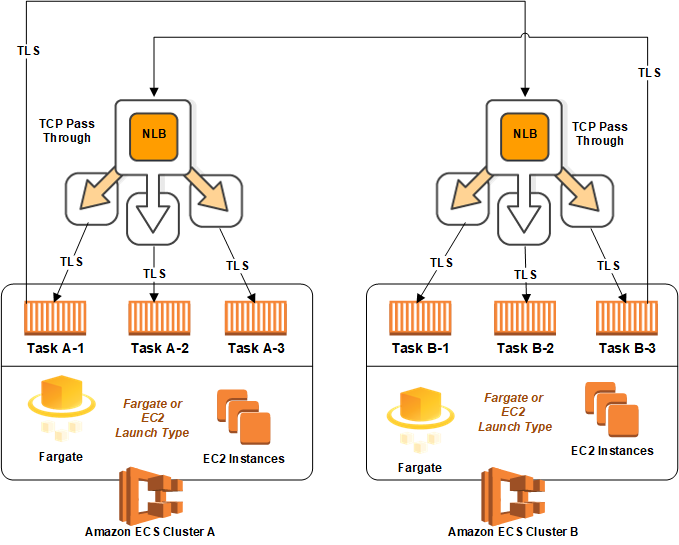 TLS
TLS
TCP Pass
Through
NLB
NLB
TCP Pass
Through
TLS
TLS
TLS
TLS
TLS
TLS
Task A-1
Task A-2
Task A-3
Task B-1
Task B-2
Task B-3
Fargate or
EC2
Launch Type
Fargate
EC2 Instances
Fargate or
EC2
Launch Type
Fargate
EC2 Instances
Amazon ECS Cluster A
Amazon ECS Cluster B